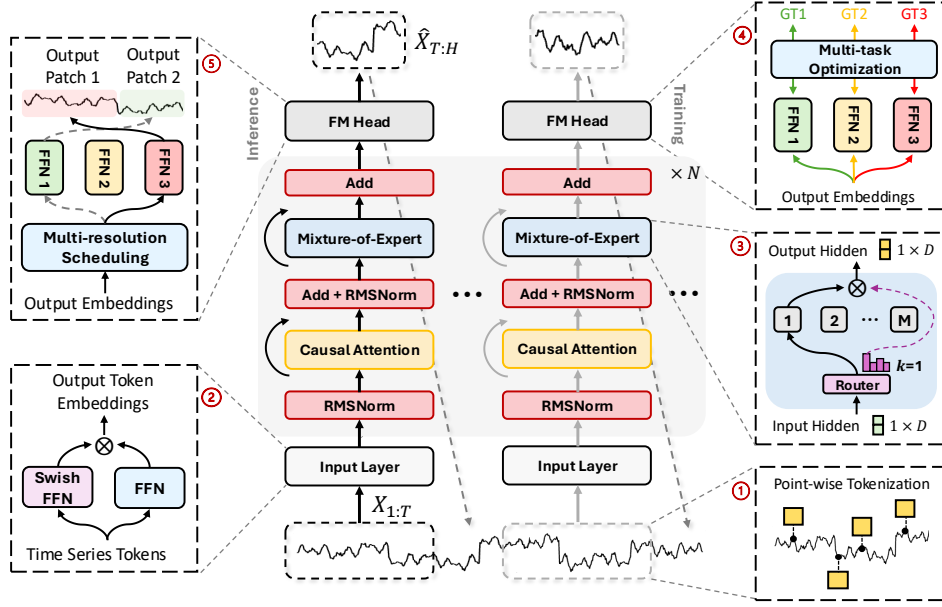 ⑤
Output
Patch 1
Output
Patch 2
FFN 1
FFN 2
FFN 3
Multi-resolution
Scheduling
Output Embeddings
②
Output Token
Embeddings
Swish
FFN
FFN
Time Series Tokens
X̂_{T:H}
Inference
FM Head
Add
Mixture-of-Expert
Add + RMSNorm
Causal Attention
RMSNorm
Input Layer
X_{1:T}
Training
FM Head
× N
Add
Mixture-of-Expert
Add + RMSNorm
Causal Attention
RMSNorm
Input Layer
•••
•••
④
GT1
GT2
GT3
Multi-task
Optimization
FFN 1
FFN 2
FFN 3
Output Embeddings
③
Output Hidden
1 × D
1
2
•••
M
k=1
Router
Input Hidden
1 × D
①
Point-wise Tokenization